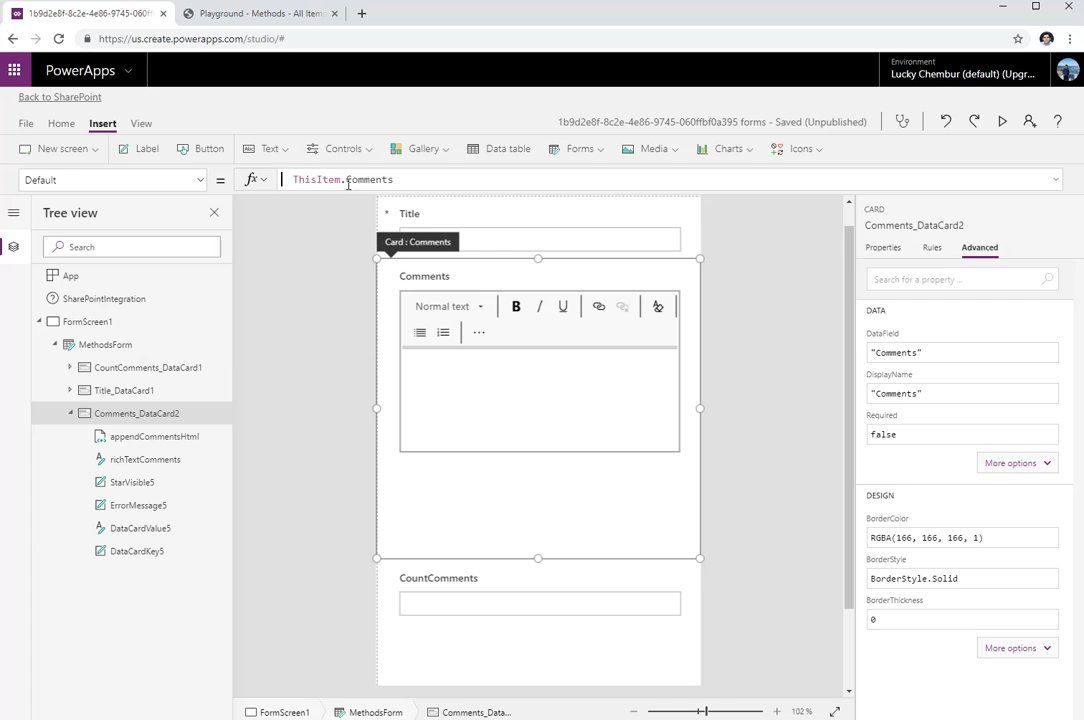 1b9d2e8f-8c2e-4e86-9745-060ffl
Playground - Methods - All Item
https://us.create.powerapps.com/studio/#
PowerApps
Environment
Lucky Chembur (default) (Upgr...
Back to SharePoint
File Home Insert View
1b9d2e8f-8c2e-4e86-9745-060ffbf0a395 forms - Saved (Unpublished)
New screen Label Button Text Controls Gallery Data table Forms Media Charts Icons
Default = fx ThisItem.Comments
Tree view
Search
App
SharePointIntegration
FormScreen1
MethodsForm
CountComments_DataCard1
Title_DataCard1
Comments_DataCard2
appendCommentsHtml
richTextComments
StarVisible5
ErrorMessage5
DataCardValue5
DataCardKey5
* Title
Card : Comments
Comments
Normal text B / U
CountComments
CARD
Comments_DataCard2
Properties Rules Advanced
Search for a property ...
DATA
DataField
"Comments"
DisplayName
"Comments"
Required
false
More options
DESIGN
BorderColor
RGBA(166, 166, 166, 1)
BorderStyle
BorderStyle.Solid
BorderThickness
0
More options
FormScreen1 MethodsForm Comments_Data... 102 %